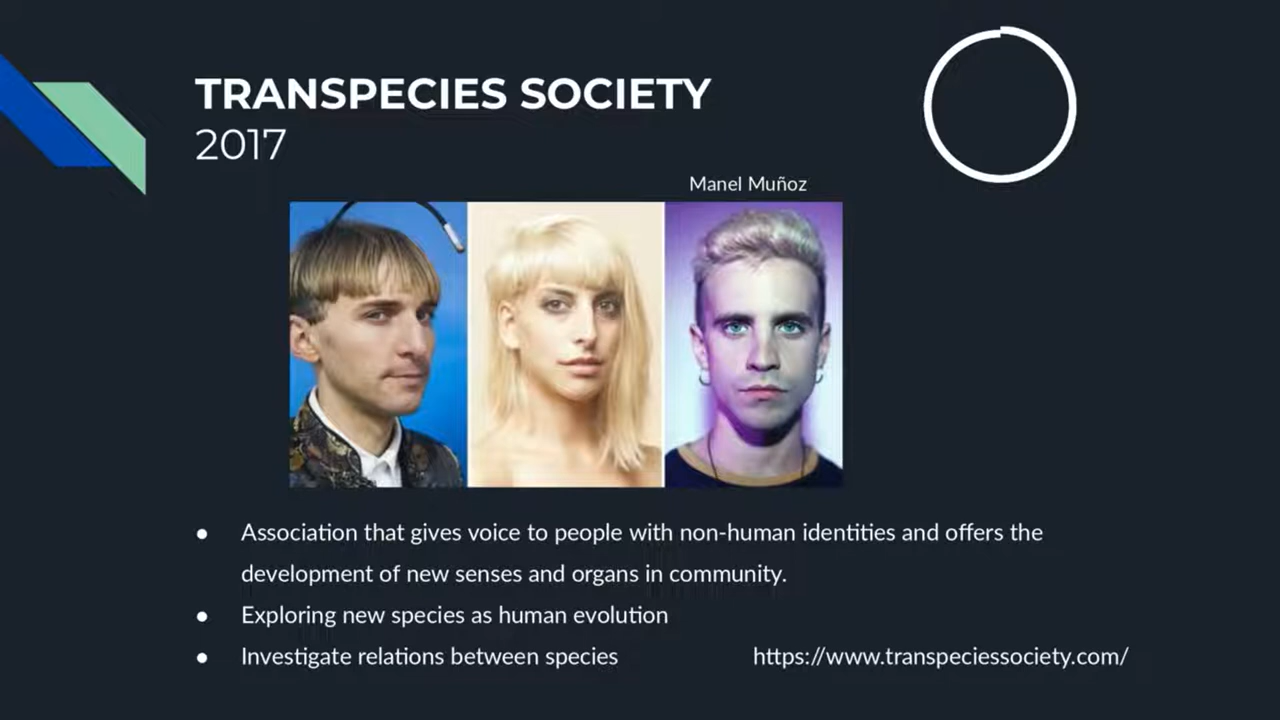 TRANSPECIES SOCIETY
2017
Manel Muñoz
● Association that gives voice to people with non-human identities and offers the
development of new senses and organs in community.
● Exploring new species as human evolution
● Investigate relations between species
https://www.transpeciessociety.com/